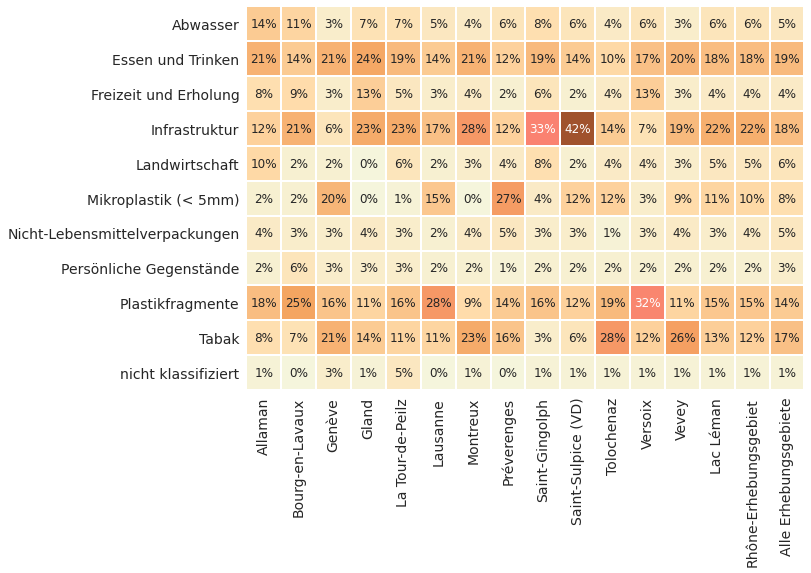 Abwasser 14% 11% 3% 7% 7% 5% 4% 6% 8% 6% 4% 6% 3% 6% 6% 5%
Essen und Trinken 21% 14% 21% 24% 19% 14% 21% 12% 19% 14% 10% 17% 20% 18% 18% 19%
Freizeit und Erholung 8% 9% 3% 13% 5% 3% 4% 2% 6% 2% 4% 13% 3% 4% 4% 4%
Infrastruktur 12% 21% 6% 23% 23% 17% 28% 12% 33% 42% 14% 7% 19% 22% 22% 18%
Landwirtschaft 10% 2% 2% 0% 6% 2% 3% 4% 8% 2% 4% 4% 3% 5% 5% 6%
Mikroplastik (< 5mm) 2% 2% 20% 0% 1% 15% 0% 27% 4% 12% 12% 3% 9% 11% 10% 8%
Nicht-Lebensmittelverpackungen 4% 3% 3% 4% 3% 2% 4% 5% 3% 3% 1% 3% 4% 3% 4% 5%
Persönliche Gegenstände 2% 6% 3% 3% 3% 2% 2% 1% 2% 2% 2% 2% 2% 2% 2% 3%
Plastikfragmente 18% 25% 16% 11% 16% 28% 9% 14% 16% 12% 19% 32% 11% 15% 15% 14%
Tabak 8% 7% 21% 14% 11% 11% 23% 16% 3% 6% 28% 12% 26% 13% 12% 17%
nicht klassifiziert 1% 0% 3% 1% 5% 0% 1% 0% 1% 1% 1% 1% 1% 1% 1% 1%
Allaman
Bourg-en-Lavaux
Genève
Gland
La Tour-de-Peilz
Lausanne
Montreux
Préverenges
Saint-Gingolph
Saint-Sulpice (VD)
Tolochenaz
Versoix
Vevey
Lac Léman
Rhône-Erhebungsgebiet
Alle Erhebungsgebiete